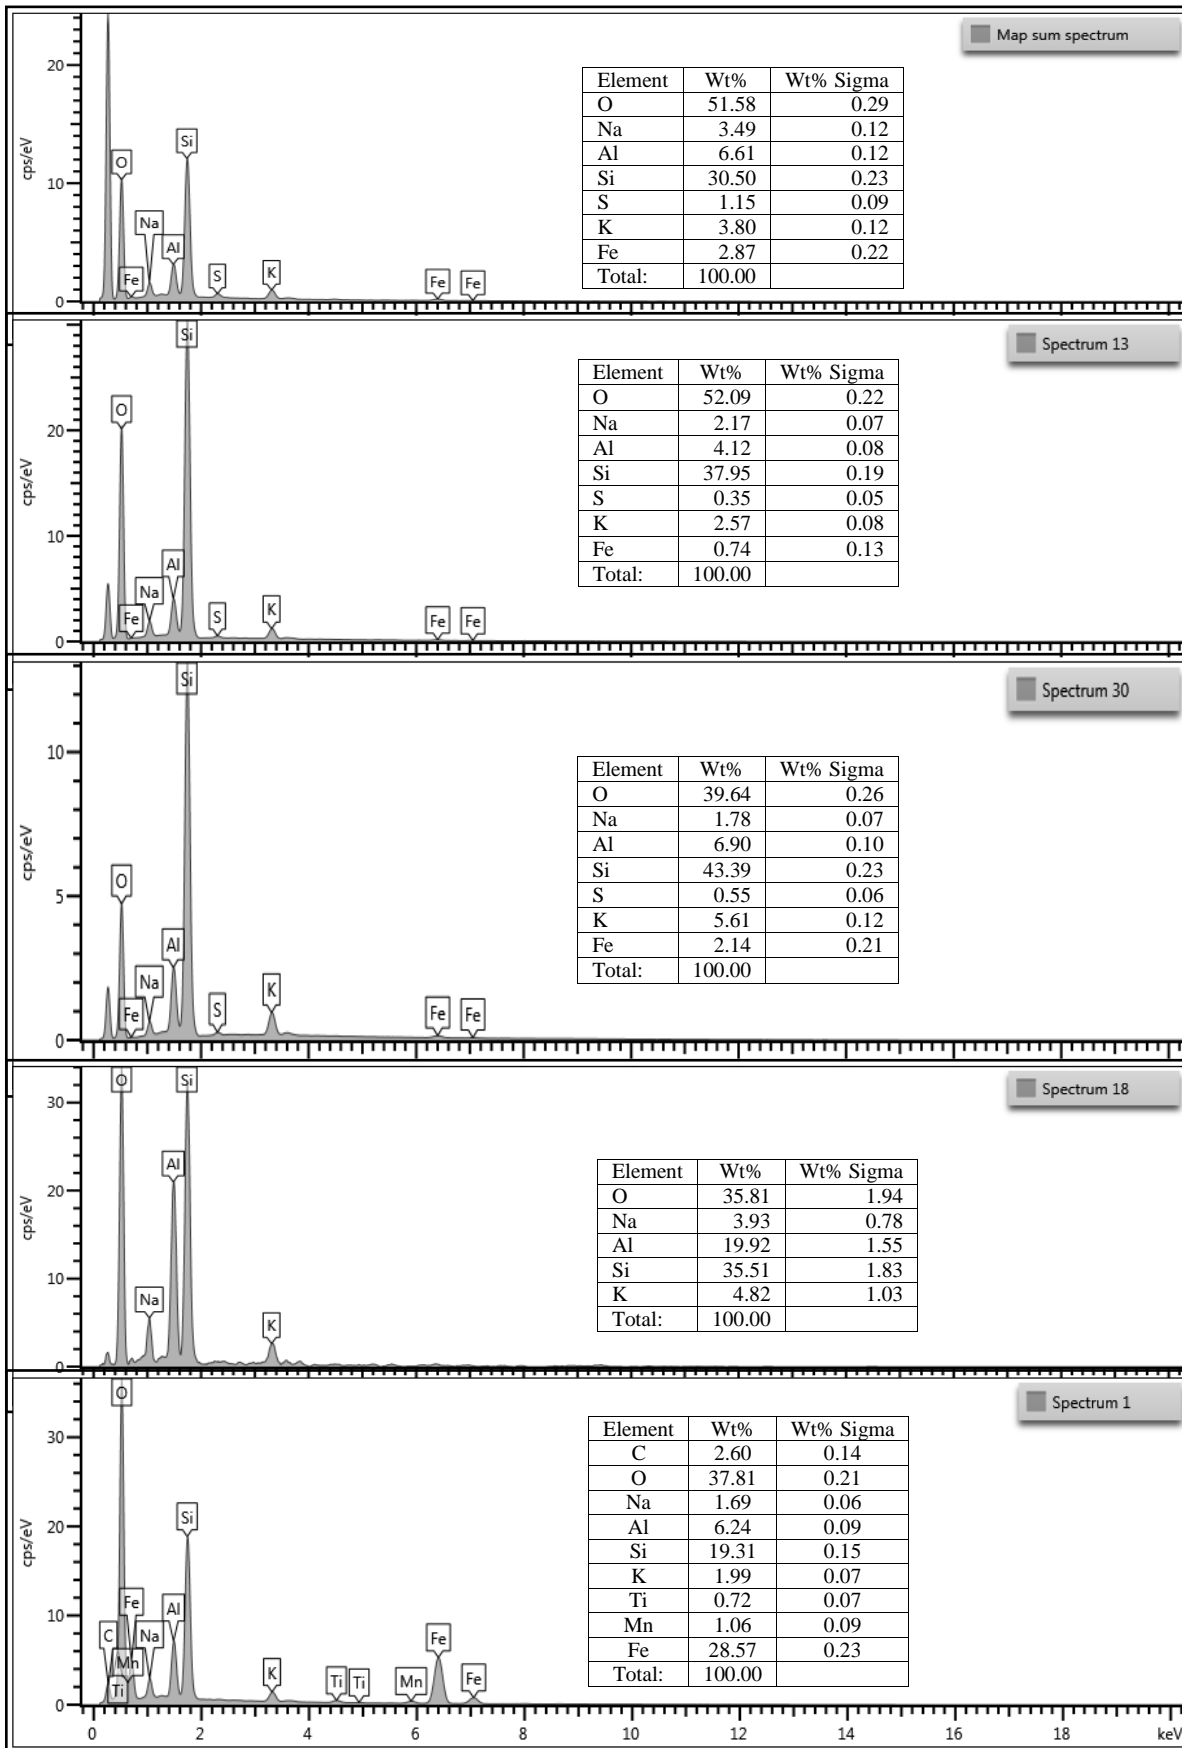 Map sum spectrum
20
10
0
cps/eV
O
Fe
Na
Al
Si
S
K
Fe
Fe
Element Wt% Wt% Sigma
O 51.58 0.29
Na 3.49 0.12
Al 6.61 0.12
Si 30.50 0.23
S 1.15 0.09
K 3.80 0.12
Fe 2.87 0.22
Total: 100.00
Spectrum 13
20
10
0
cps/eV
O
Fe
Na
Al
Si
S
K
Fe
Fe
Element Wt% Wt% Sigma
O 52.09 0.22
Na 2.17 0.07
Al 4.12 0.08
Si 37.95 0.19
S 0.35 0.05
K 2.57 0.08
Fe 0.74 0.13
Total: 100.00
Spectrum 30
10
5
0
cps/eV
O
Fe
Na
Al
Si
S
K
Fe
Fe
Element Wt% Wt% Sigma
O 39.64 0.26
Na 1.78 0.07
Al 6.90 0.10
Si 43.39 0.23
S 0.55 0.06
K 5.61 0.12
Fe 2.14 0.21
Total: 100.00
Spectrum 18
30
20
10
0
cps/eV
O
Na
Al
Si
K
Element Wt% Wt% Sigma
O 35.81 1.94
Na 3.93 0.78
Al 19.92 1.55
Si 35.51 1.83
K 4.82 1.03
Total: 100.00
Spectrum 1
30
20
10
0
cps/eV
O
C
Ti
Mn
Fe
Na
Al
Si
K
Ti
Ti
Mn
Fe
Fe
Element Wt% Wt% Sigma
C 2.60 0.14
O 37.81 0.21
Na 1.69 0.06
Al 6.24 0.09
Si 19.31 0.15
K 1.99 0.07
Ti 0.72 0.07
Mn 1.06 0.09
Fe 28.57 0.23
Total: 100.00
0 2 4 6 8 10 12 14 16 18 keV